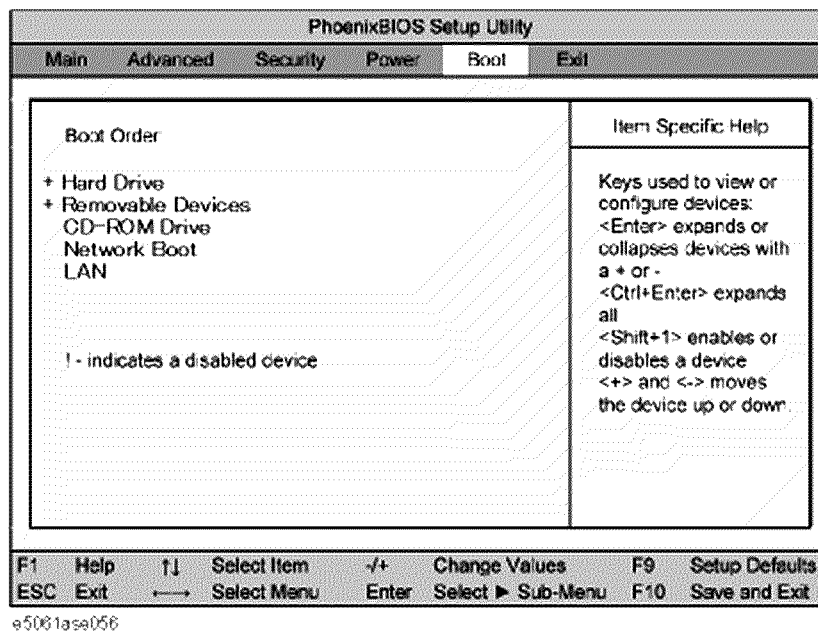 PhoenixBIOS Setup Utility
Main Advanced Security Power Boot Exit
Boot Order
+ Hard Drive
+ Removable Devices
CD-ROM Drive
Network Boot
LAN
! - indicates a disabled device
Item Specific Help
Keys used to view or
configure devices:
<Enter> expands or
collapses devices with
a + or -
<Ctrl+Enter> expands
all
<Shift+1> enables or
disables a device
<+> and <-> moves
the device up or down.
F1 Help ↑↓ Select Item -/+ Change Values F9 Setup Defaults
ESC Exit ←→ Select Menu Enter Select ▶ Sub-Menu F10 Save and Exit
e5061ase056